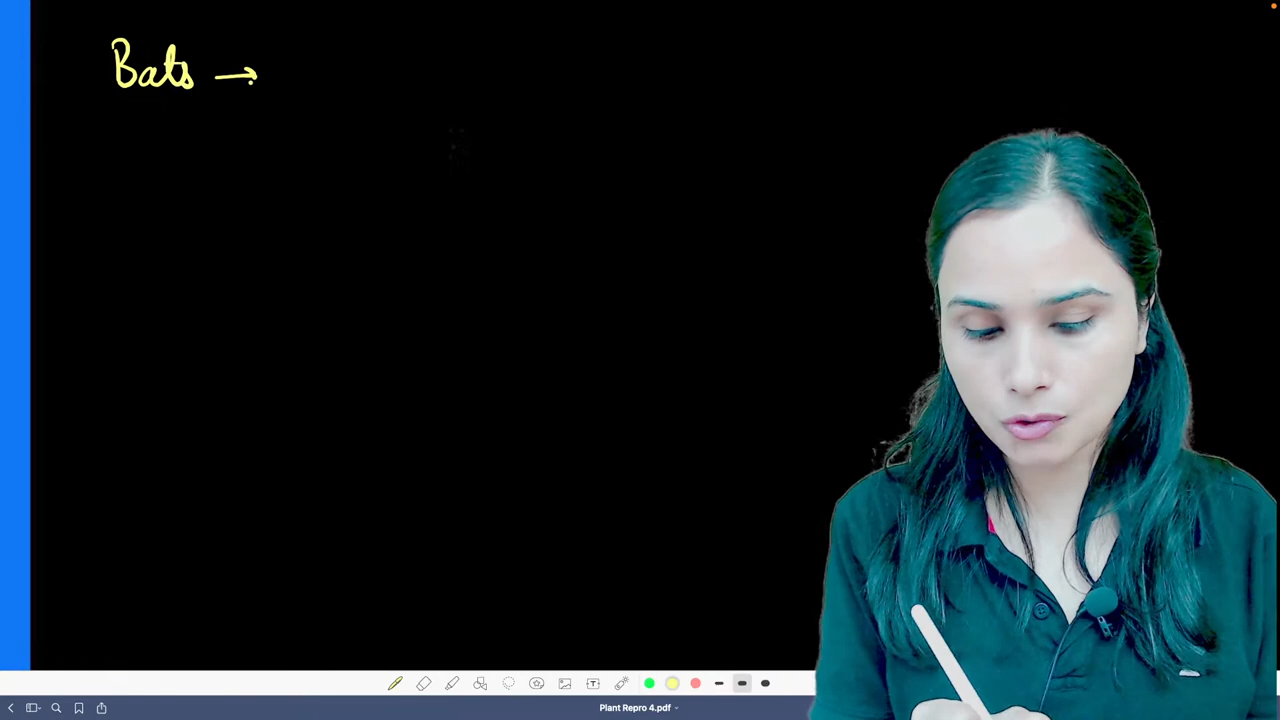 Bats →
Plant Repro 4.pdf